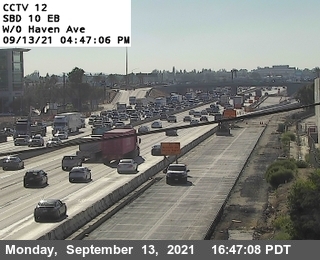 CCTV 12
SBD 10 EB
W/O Haven Ave
09/13/21 04:47:06 PM
Monday, September 13, 2021 16:47:08 PDT